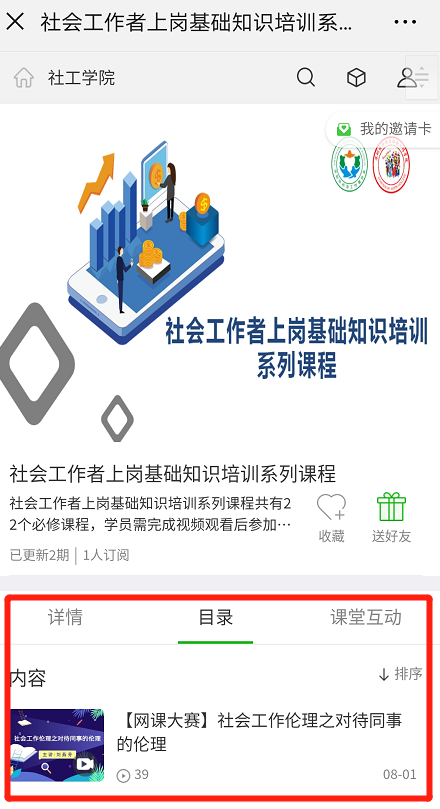 社会工作者上岗基础知识培训系...
社工学院
我的邀请卡
社会工作者上岗基础知识培训
系列课程
社会工作者上岗基础知识培训系列课程
社会工作者上岗基础知识培训系列课程共有2
2个必修课程，学员需完成视频观看后参加...
收藏
送好友
已更新2期 | 1人订阅
详情
目录
课堂互动
内容
排序
社会工作伦理之对待同事的伦理
【网课大赛】社会工作伦理之对待同事
的伦理
39
08-01